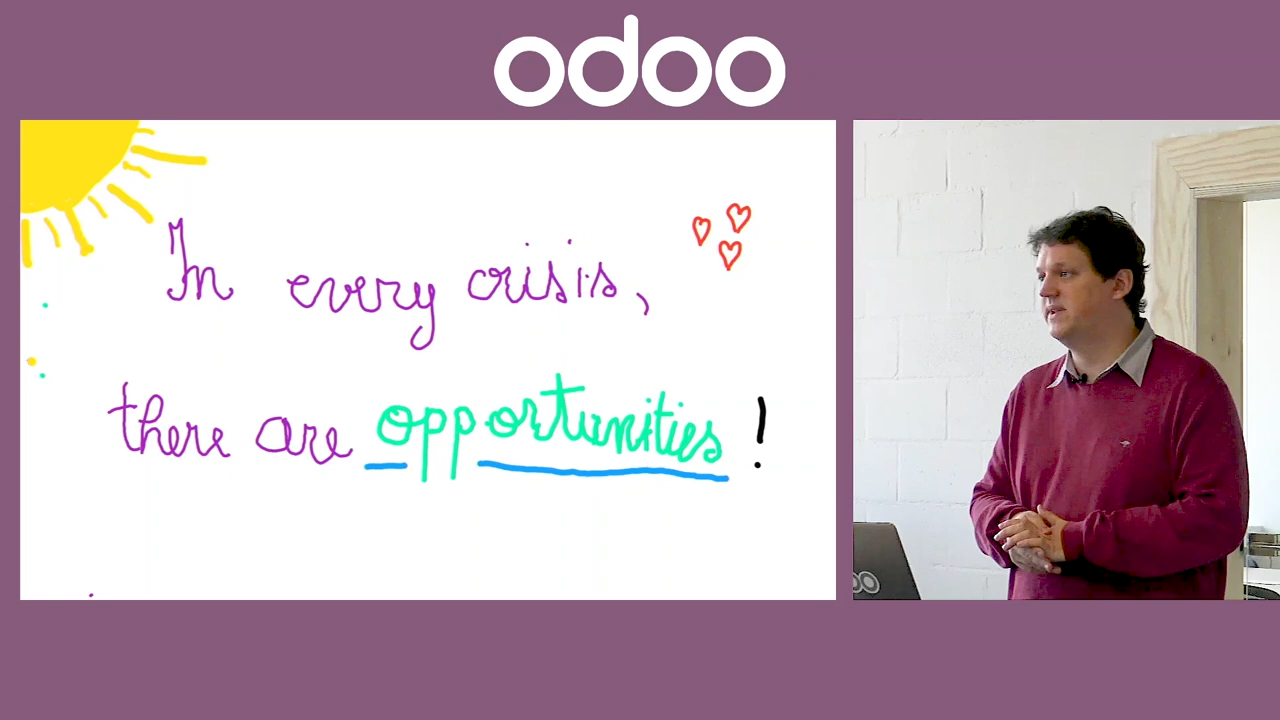 odoo
In every crisis,
there are opportunities !